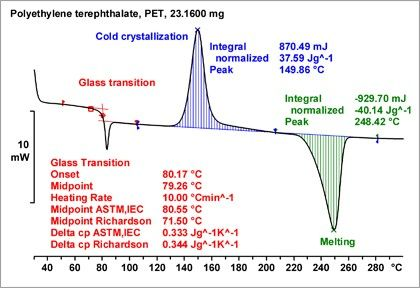 Polyethylene terephthalate, PET, 23.1600 mg
Cold crystallization
Integral 870.49 mJ
normalized 37.59 Jg^-1
Peak 149.86 °C
Glass transition
Integral -929.70 mJ
normalized -40.14 Jg^-1
Peak 248.42 °C
10
mW
Glass Transition
Onset 80.17 °C
Midpoint 79.26 °C
Heating Rate 10.00 °Cmin^-1
Midpoint ASTM,IEC 80.55 °C
Midpoint Richardson 71.50 °C
Delta cp ASTM,IEC 0.333 Jg^-1K^-1
Delta cp Richardson 0.344 Jg^-1K^-1
Melting
40 60 80 100 120 140 160 180 200 220 240 260 280 °C